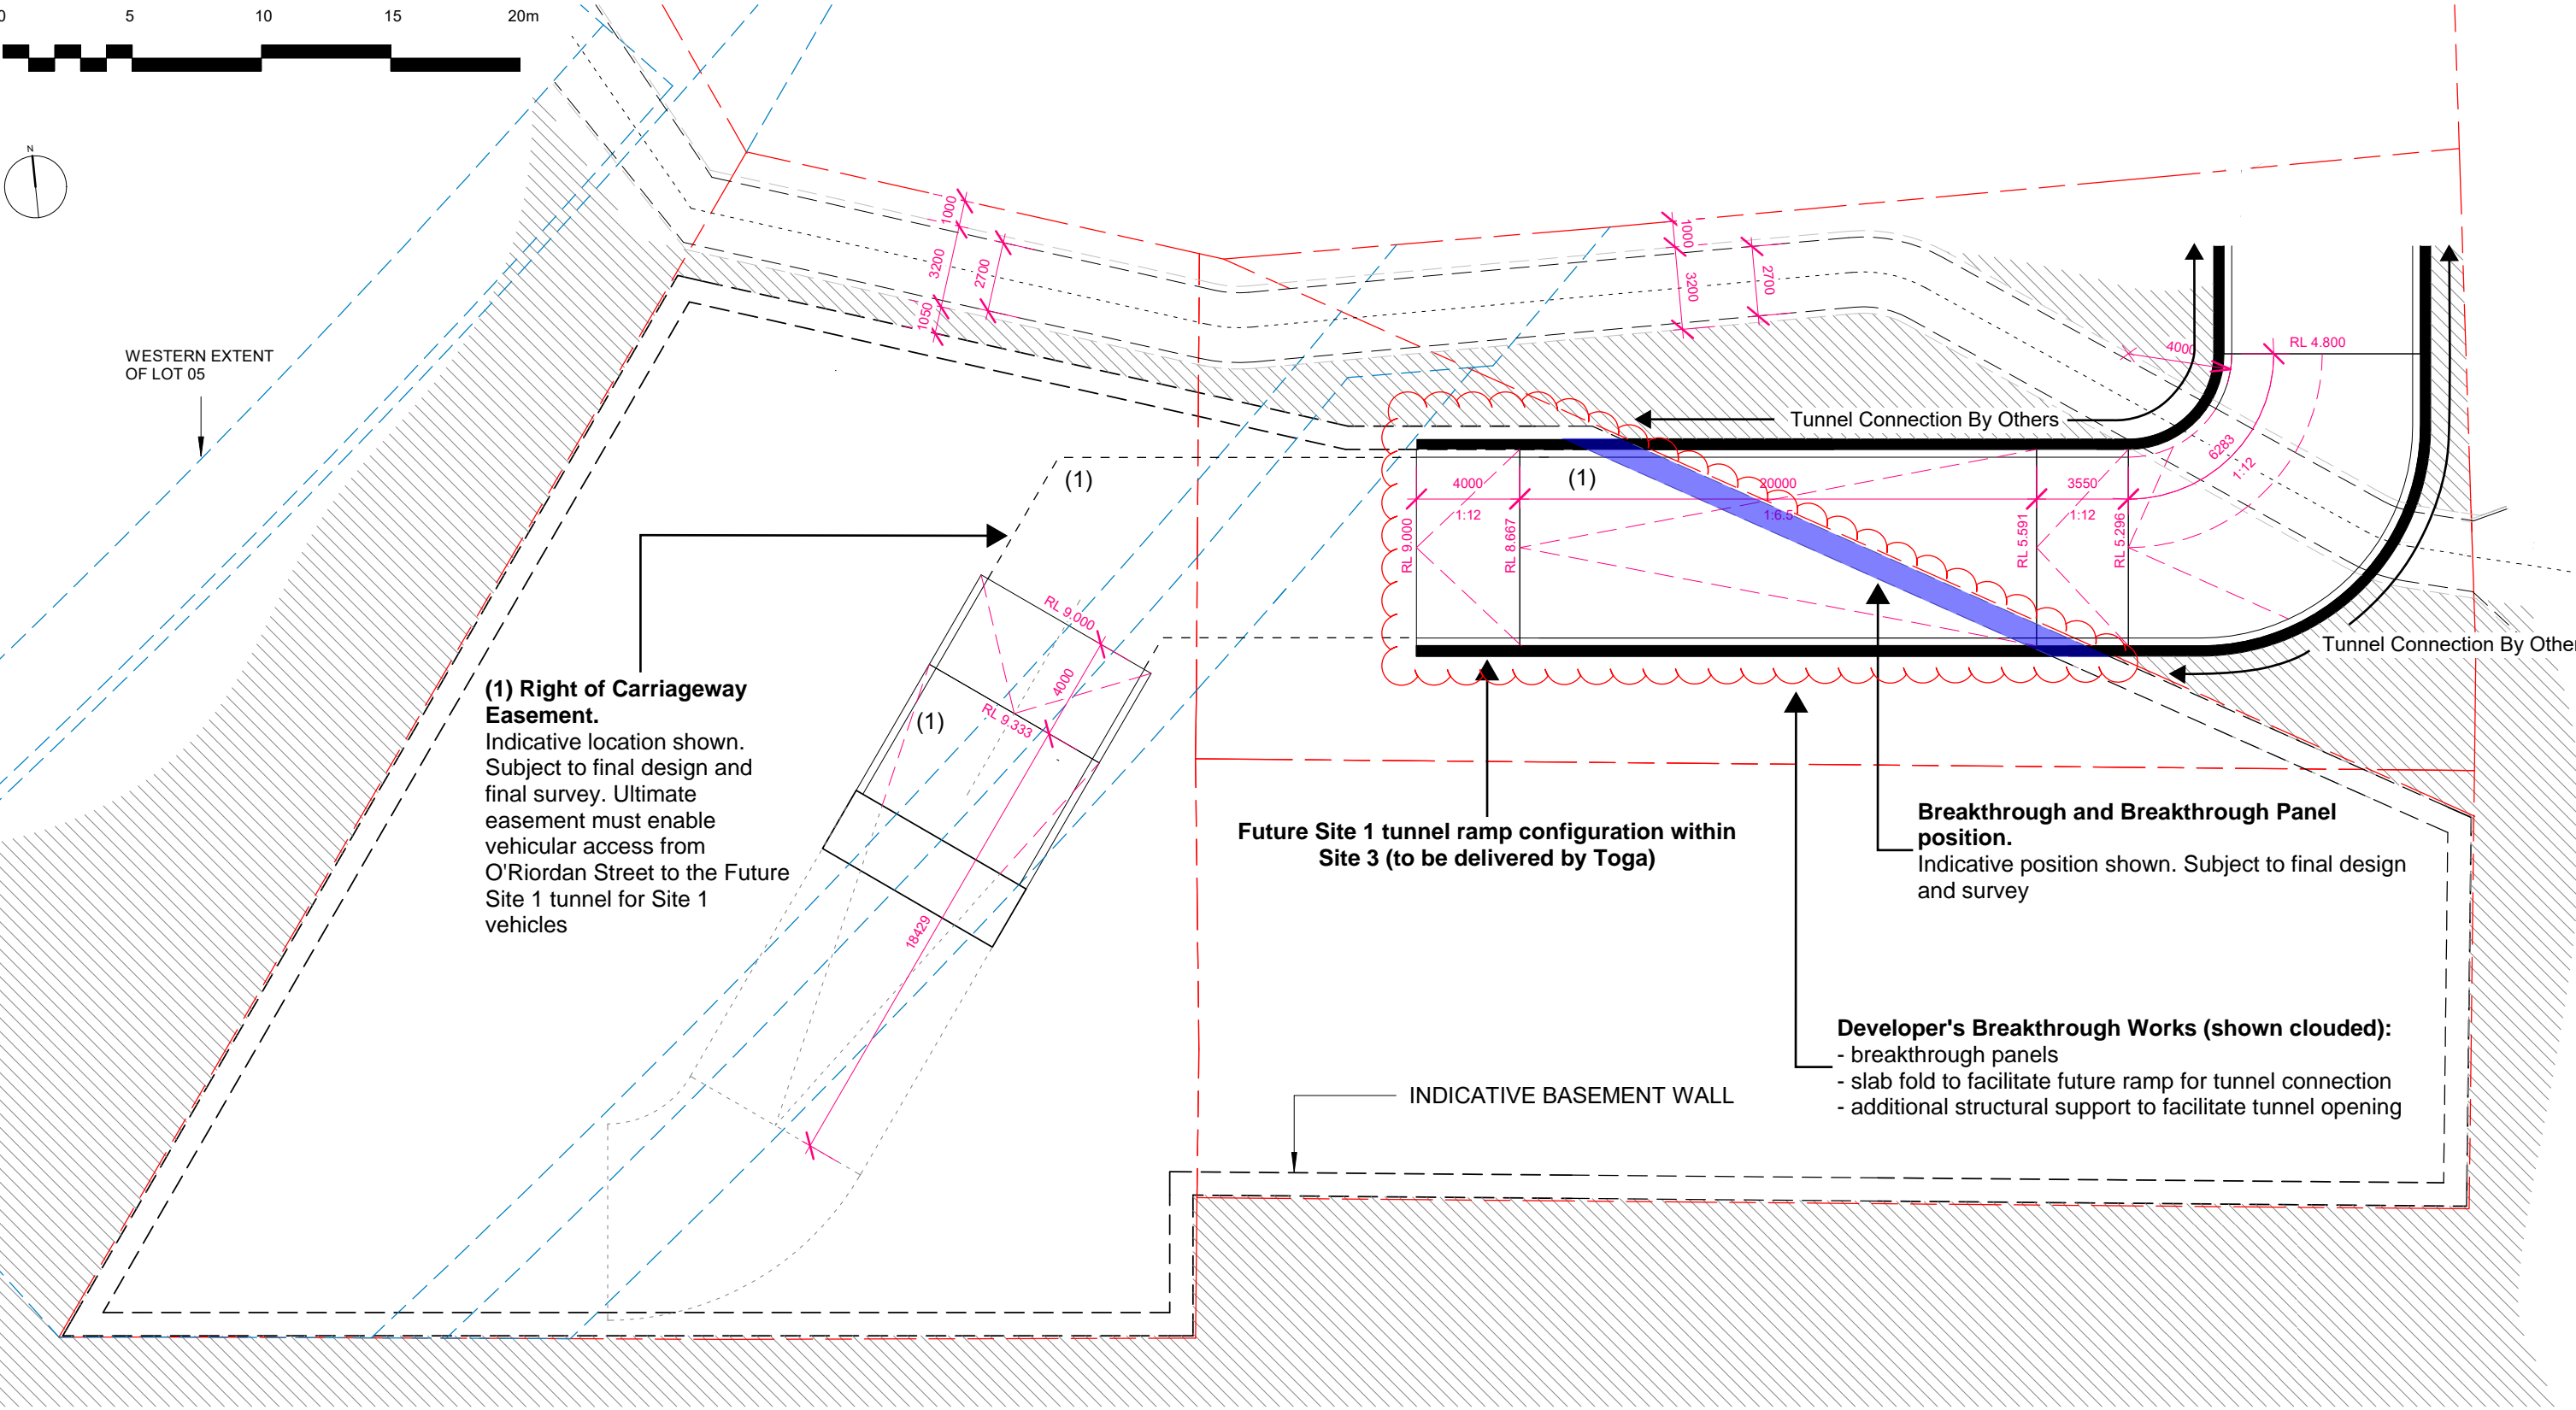 0 5 10 15 20m
N
WESTERN EXTENT
OF LOT 05
1000
3200
2700
1050
1000
3200
2700
4000
RL 4.800
Tunnel Connection By Others
6283
1:12
(1)
(1)
4000
1:12
20000
1:6.5
3550
1:12
RL 9.000
RL 8.667
RL 5.591
RL 5.296
Tunnel Connection By Other
RL 9.000
4000
RL 9.333
(1)
18429
(1) Right of Carriageway
Easement.
Indicative location shown.
Subject to final design and
final survey. Ultimate
easement must enable
vehicular access from
O'Riordan Street to the Future
Site 1 tunnel for Site 1
vehicles
Future Site 1 tunnel ramp configuration within
Site 3 (to be delivered by Toga)
Breakthrough and Breakthrough Panel
position.
Indicative position shown. Subject to final design
and survey
Developer's Breakthrough Works (shown clouded):
- breakthrough panels
- slab fold to facilitate future ramp for tunnel connection
- additional structural support to facilitate tunnel opening
INDICATIVE BASEMENT WALL